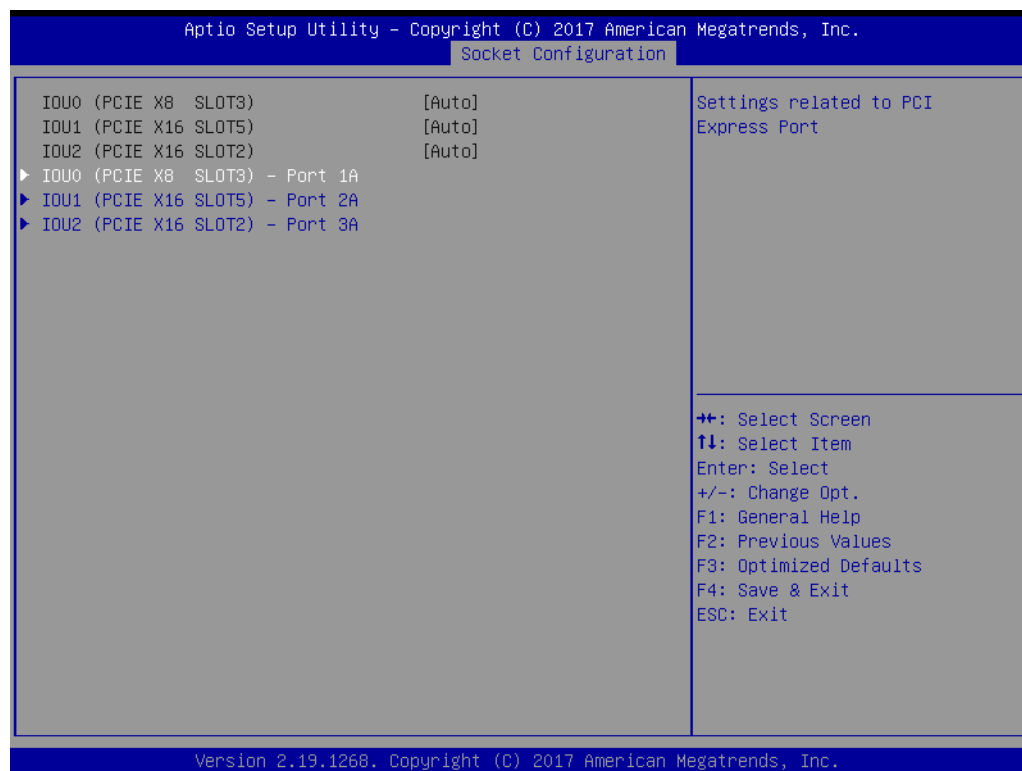 Aptio Setup Utility – Copyright (C) 2017 American Megatrends, Inc.
Socket Configuration
IOU0 (PCIE X8  SLOT3) [Auto]
IOU1 (PCIE X16 SLOT5) [Auto]
IOU2 (PCIE X16 SLOT2) [Auto]
IOU0 (PCIE X8  SLOT3) – Port 1A
IOU1 (PCIE X16 SLOT5) – Port 2A
IOU2 (PCIE X16 SLOT2) – Port 3A
Settings related to PCI
Express Port
→←: Select Screen
↑↓: Select Item
Enter: Select
+/-: Change Opt.
F1: General Help
F2: Previous Values
F3: Optimized Defaults
F4: Save & Exit
ESC: Exit
Version 2.19.1268. Copyright (C) 2017 American Megatrends, Inc.